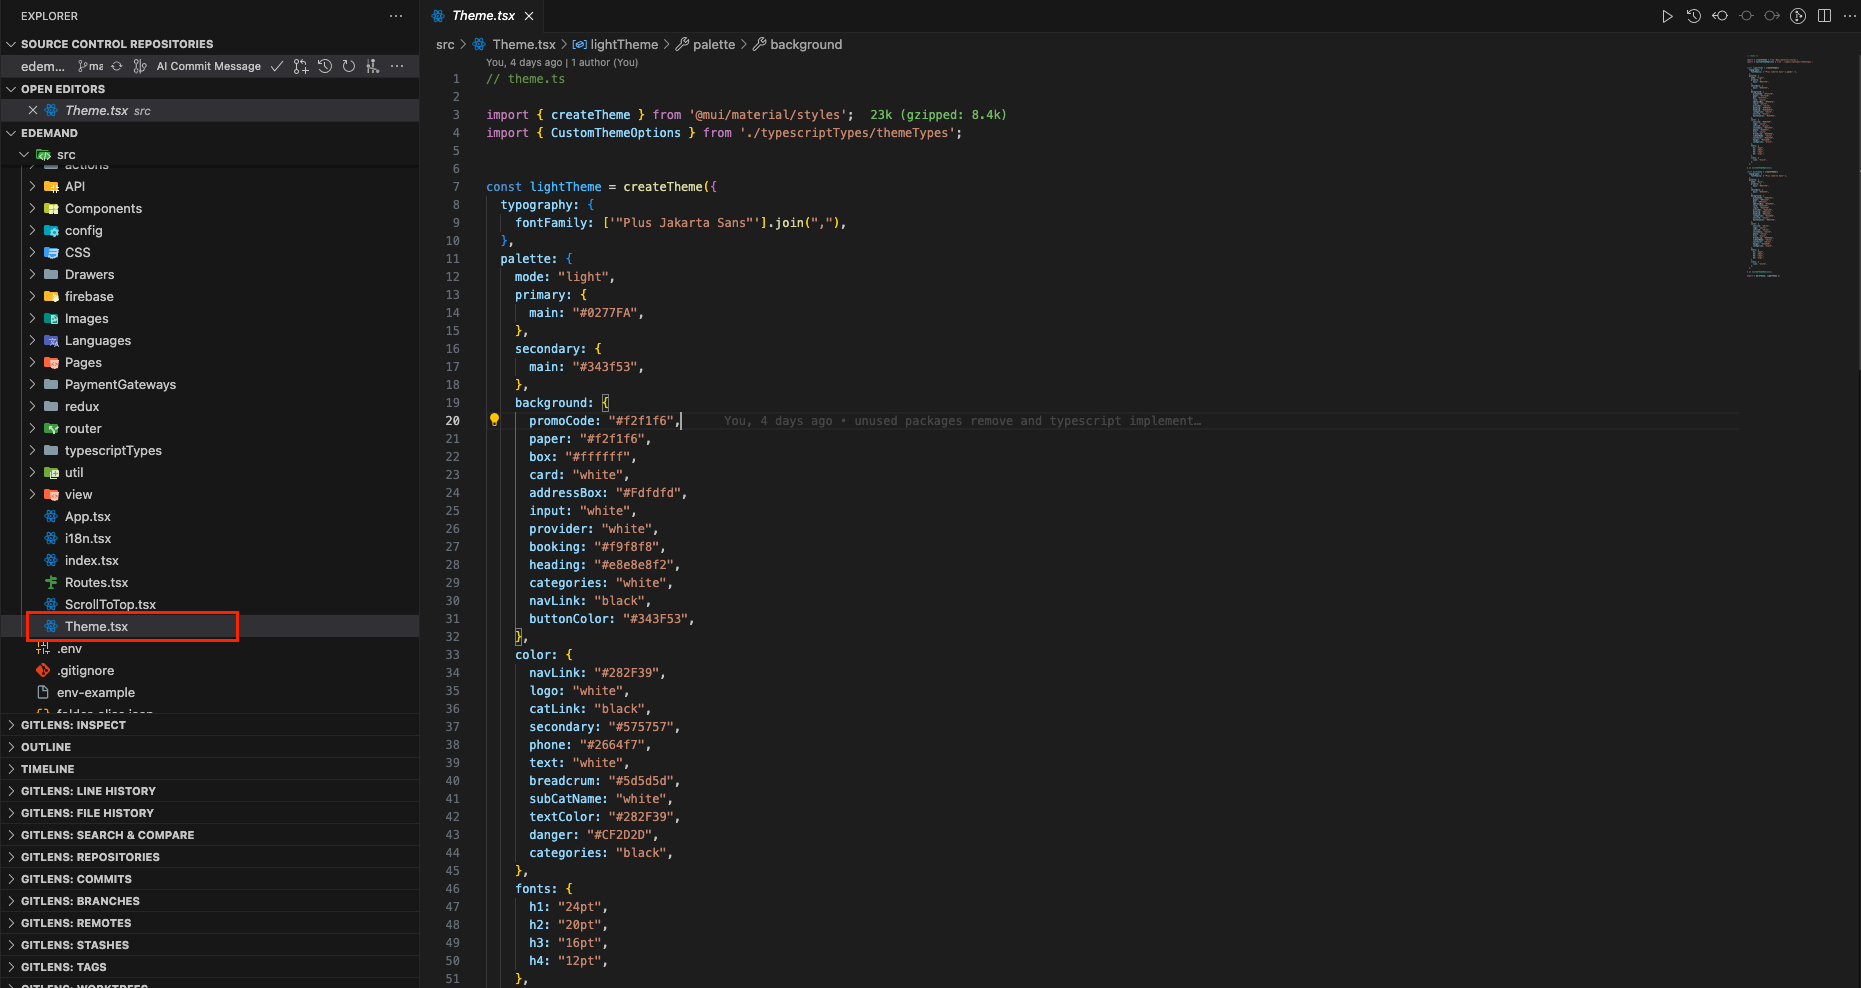 EXPLORER
SOURCE CONTROL REPOSITORIES
edem... ma AI Commit Message
OPEN EDITORS
Theme.tsx src
EDEMAND
src
actions
API
Components
config
CSS
Drawers
firebase
Images
Languages
Pages
PaymentGateways
redux
router
typescriptTypes
util
view
App.tsx
i18n.tsx
index.tsx
Routes.tsx
ScrollToTop.tsx
Theme.tsx
.env
.gitignore
env-example
GITLENS: INSPECT
OUTLINE
TIMELINE
GITLENS: LINE HISTORY
GITLENS: FILE HISTORY
GITLENS: SEARCH & COMPARE
GITLENS: REPOSITORIES
GITLENS: COMMITS
GITLENS: BRANCHES
GITLENS: REMOTES
GITLENS: STASHES
GITLENS: TAGS
GITLENS: WORKTREES
Theme.tsx
src > Theme.tsx > lightTheme > palette > background
You, 4 days ago | 1 author (You)
1 // theme.ts
2
3 import { createTheme } from '@mui/material/styles'; 23k (gzipped: 8.4k)
4 import { CustomThemeOptions } from './typescriptTypes/themeTypes';
5
6
7 const lightTheme = createTheme({
8 typography: {
9 fontFamily: ['"Plus Jakarta Sans"'].join(","),
10 },
11 palette: {
12 mode: "light",
13 primary: {
14 main: "#0277FA",
15 },
16 secondary: {
17 main: "#343f53",
18 },
19 background: {
20 promoCode: "#f2f1f6", You, 4 days ago • unused packages remove and typescript implement…
21 paper: "#f2f1f6",
22 box: "#ffffff",
23 card: "white",
24 addressBox: "#Fdfdfd",
25 input: "white",
26 provider: "white",
27 booking: "#f9f8f8",
28 heading: "#e8e8e8f2",
29 categories: "white",
30 navLink: "black",
31 buttonColor: "#343F53",
32 },
33 color: {
34 navLink: "#282F39",
35 logo: "white",
36 catLink: "black",
37 secondary: "#575757",
38 phone: "#2664f7",
39 text: "white",
40 breadcrum: "#5d5d5d",
41 subCatName: "white",
42 textColor: "#282F39",
43 danger: "#CF2D2D",
44 categories: "black",
45 },
46 fonts: {
47 h1: "24pt",
48 h2: "20pt",
49 h3: "16pt",
50 h4: "12pt",
51 },